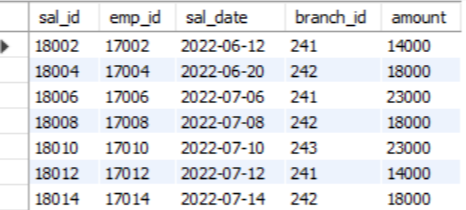 sal_id emp_id sal_date branch_id amount
18002 17002 2022-06-12 241 14000
18004 17004 2022-06-20 242 18000
18006 17006 2022-07-06 241 23000
18008 17008 2022-07-08 242 18000
18010 17010 2022-07-10 243 23000
18012 17012 2022-07-12 241 14000
18014 17014 2022-07-14 242 18000